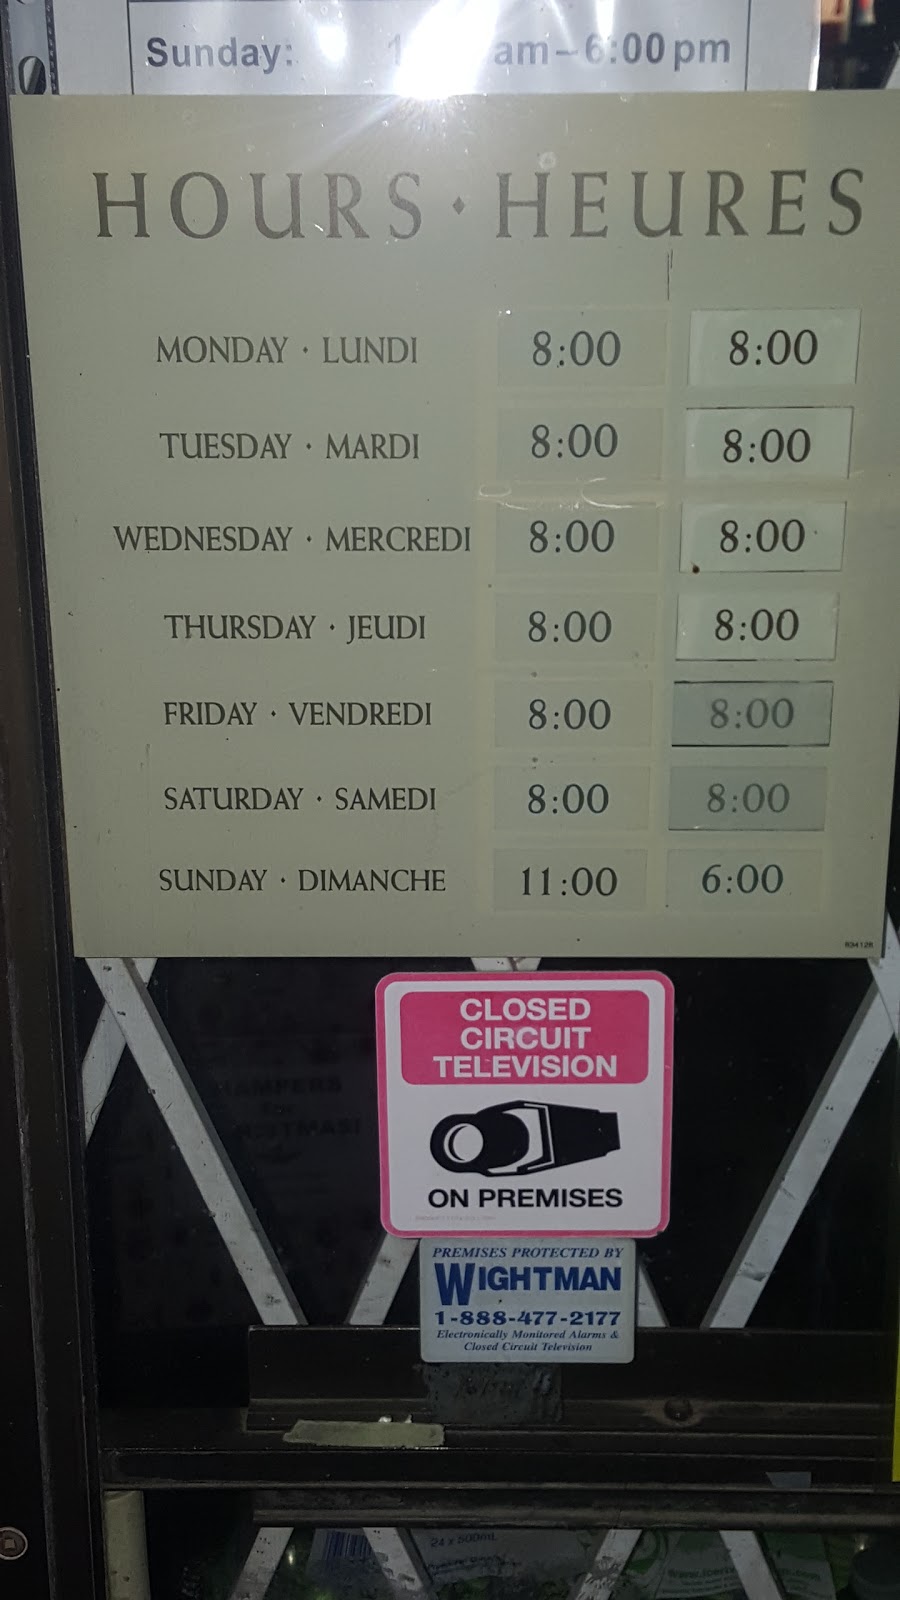 Sunday: am–6:00pm
HOURS · HEURES
MONDAY · LUNDI 8:00 8:00
TUESDAY · MARDI 8:00 8:00
WEDNESDAY · MERCREDI 8:00 8:00
THURSDAY · JEUDI 8:00 8:00
FRIDAY · VENDREDI 8:00 8:00
SATURDAY · SAMEDI 8:00 8:00
SUNDAY · DIMANCHE 11:00 6:00
CLOSED
CIRCUIT
TELEVISION
ON PREMISES
PREMISES PROTECTED BY
WIGHTMAN
1-888-477-2177
Electronically Monitored Alarms &
Closed Circuit Television
24 x 500mL